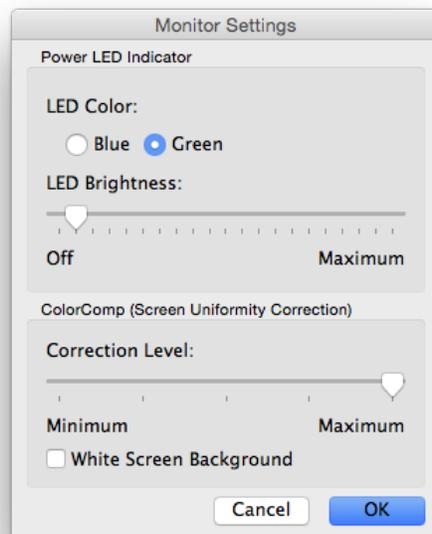 Monitor Settings
Power LED Indicator
LED Color:
Blue Green
LED Brightness:
Off Maximum
ColorComp (Screen Uniformity Correction)
Correction Level:
Minimum Maximum
White Screen Background
Cancel OK